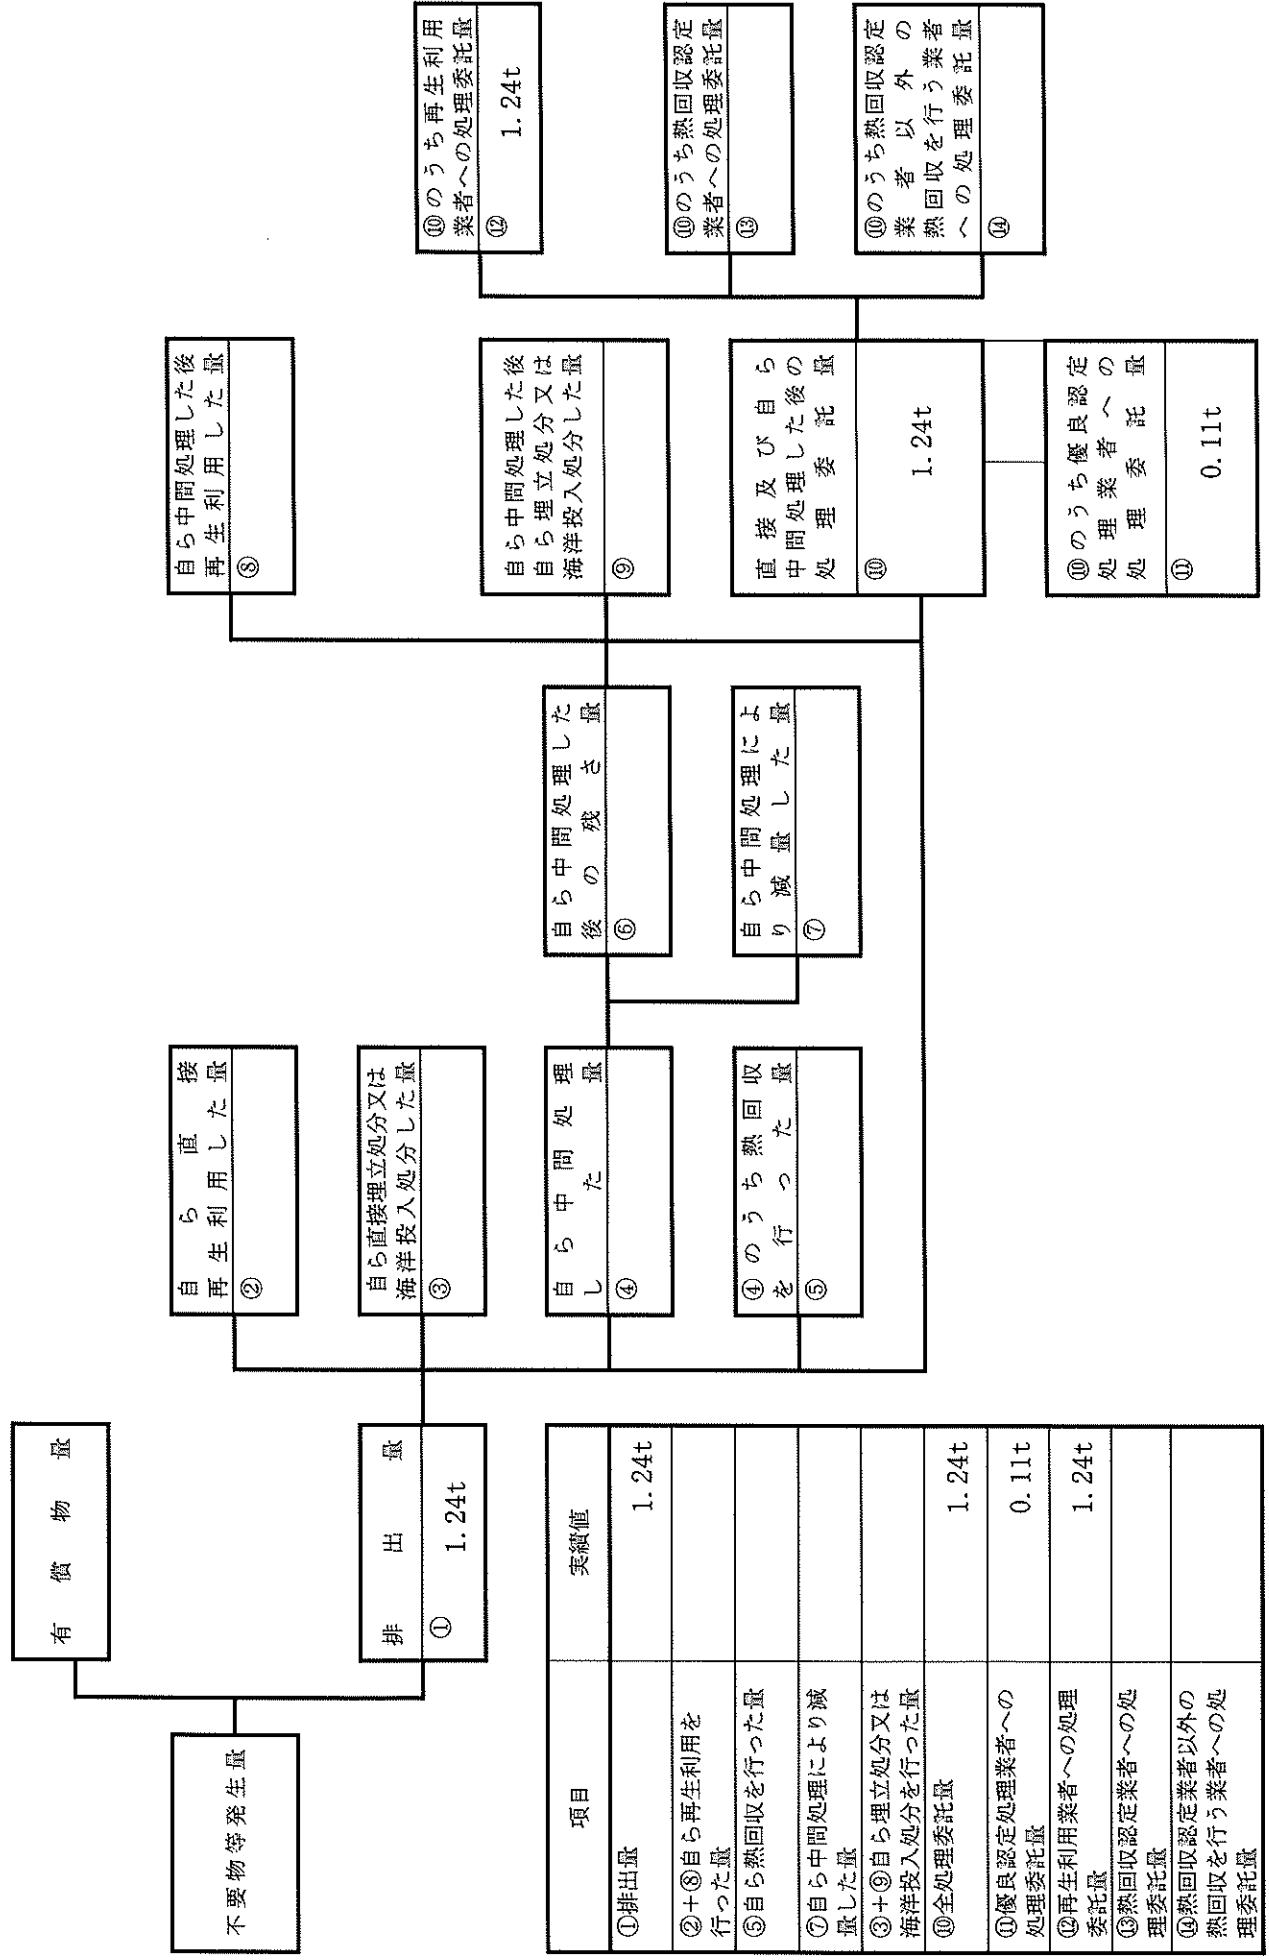 不要物等発生量
有償物量
排出量
① 1.24t
自ら直接
再生利用した量
②
自ら直接埋立処分又は
海洋投入処分した量
③
自ら中間処理
した量
④
④のうち熱回収
を行った量
⑤
自ら中間処理した
後の残さ量
⑥
自ら中間処理によ
り減量した量
⑦
自ら中間処理した後
再生利用した量
⑧
自ら中間処理した後
自ら埋立処分又は
海洋投入処分した量
⑨
直接及び自ら
中間処理した後の
処理委託量
⑩ 1.24t
⑩のうち優良認定
処理業者への
処理委託量
⑪ 0.11t
⑩のうち再生利用
業者への処理委託量
⑫ 1.24t
⑩のうち熱回収認定
業者への処理委託量
⑬
⑩のうち熱回収認定
業者以外の
熱回収を行う業者
への処理委託量
⑭
項目 実績値
①排出量 1.24t
②+⑧自ら再生利用を
行った量
⑤自ら熱回収を行った量
⑦自ら中間処理により減
量した量
③+⑨自ら埋立処分又は
海洋投入処分を行った量
⑩全処理委託量 1.24t
⑪優良認定処理業者への
処理委託量 0.11t
⑫再生利用業者への処理
委託量 1.24t
⑬熱回収認定業者への処
理委託量
⑭熱回収認定業者以外の
熱回収を行う業者への処
理委託量